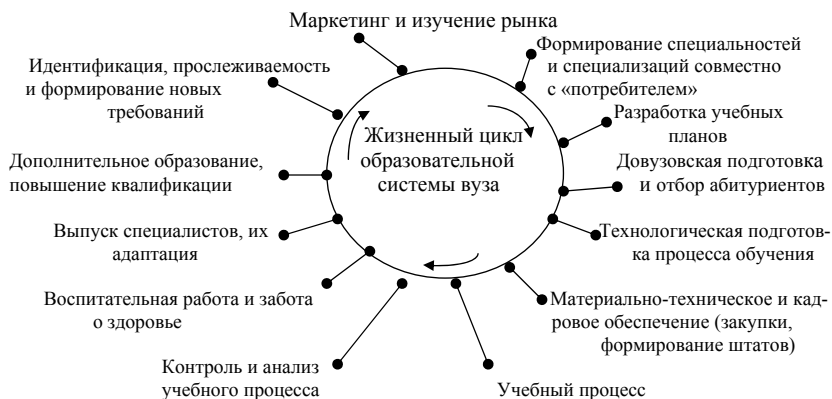 Маркетинг и изучение рынка
Формирование специальностей
и специализаций совместно
с «потребителем»
Разработка учебных
планов
Довузовская подготовка
и отбор абитуриентов
Технологическая подготов-
ка процесса обучения
Материально-техническое и кад-
ровое обеспечение (закупки,
формирование штатов)
Учебный процесс
Контроль и анализ
учебного процесса
Воспитательная работа и забота
о здоровье
Выпуск специалистов, их
адаптация
Дополнительное образование,
повышение квалификации
Идентификация, прослеживаемость
и формирование новых
требований
Жизненный цикл
образовательной
системы вуза